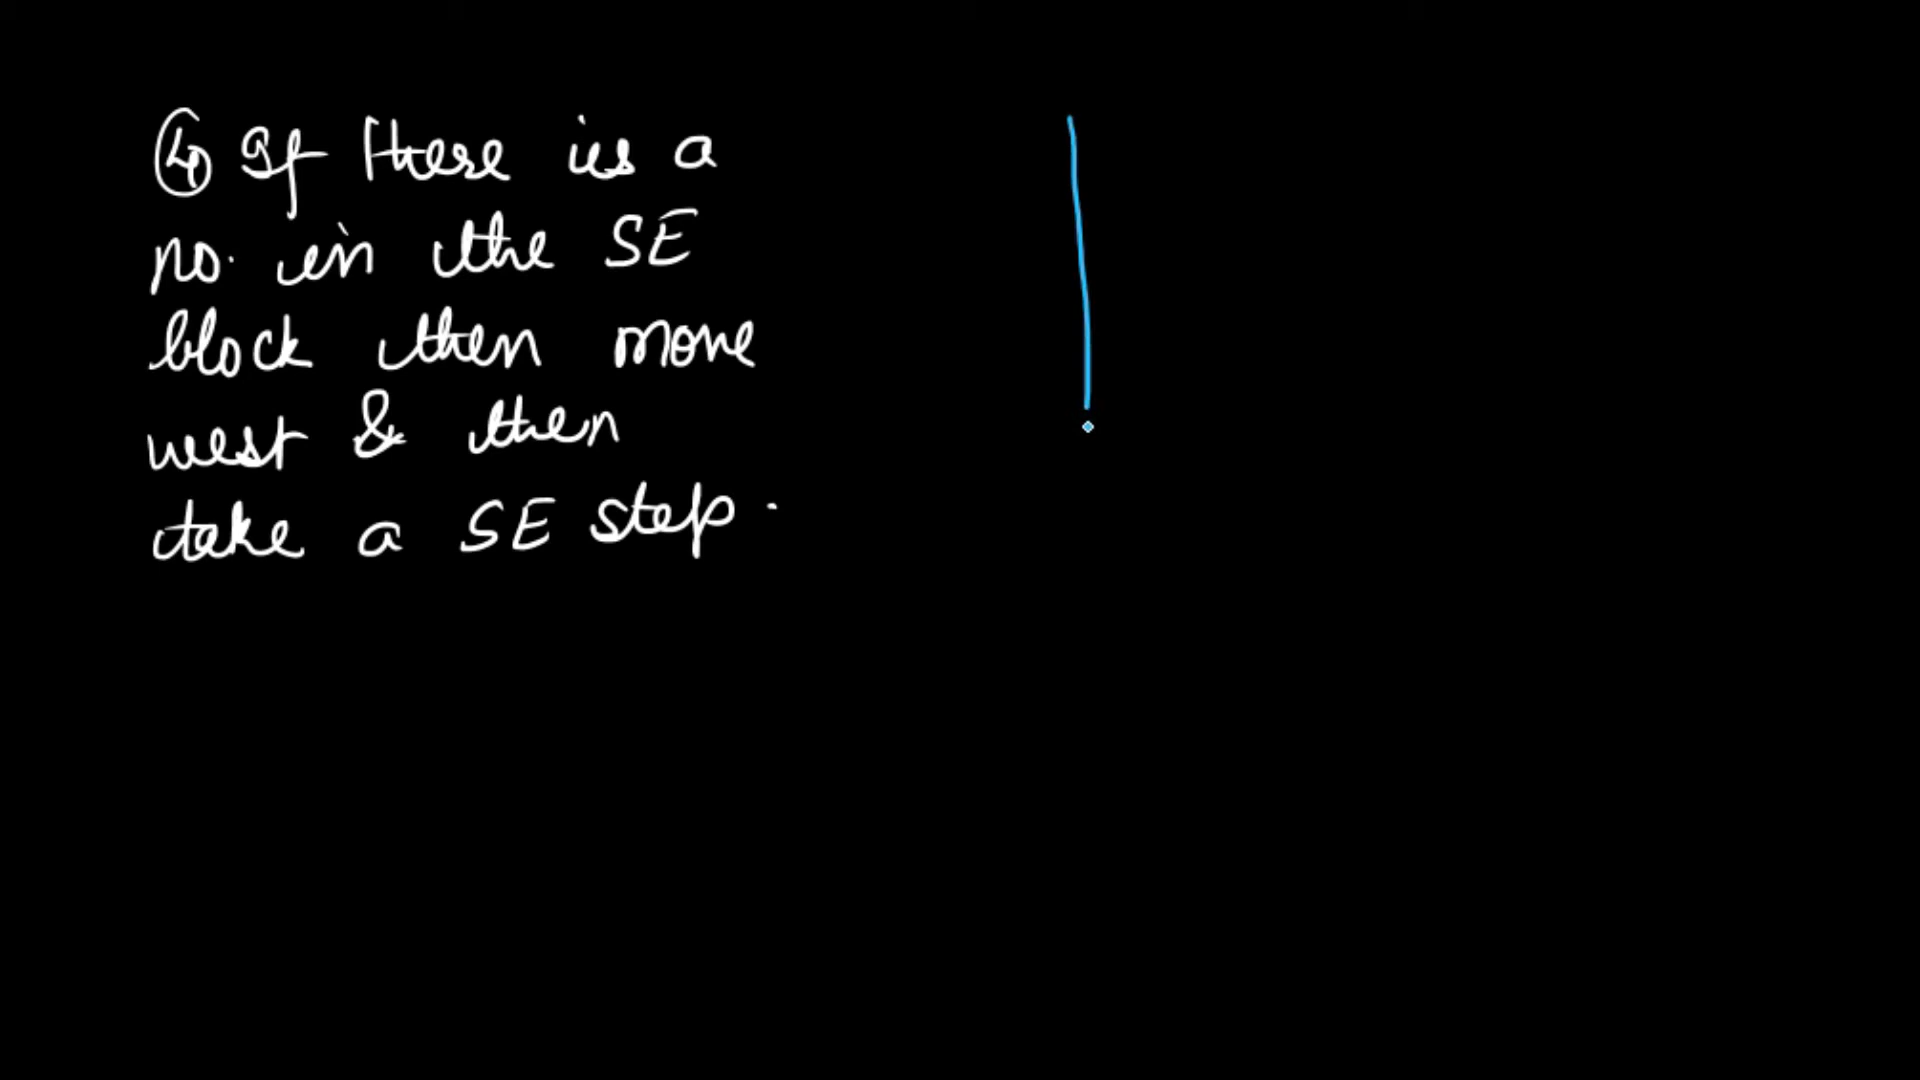 ④ If there is a
no. in the SE
block then move
west & then
take a SE step.